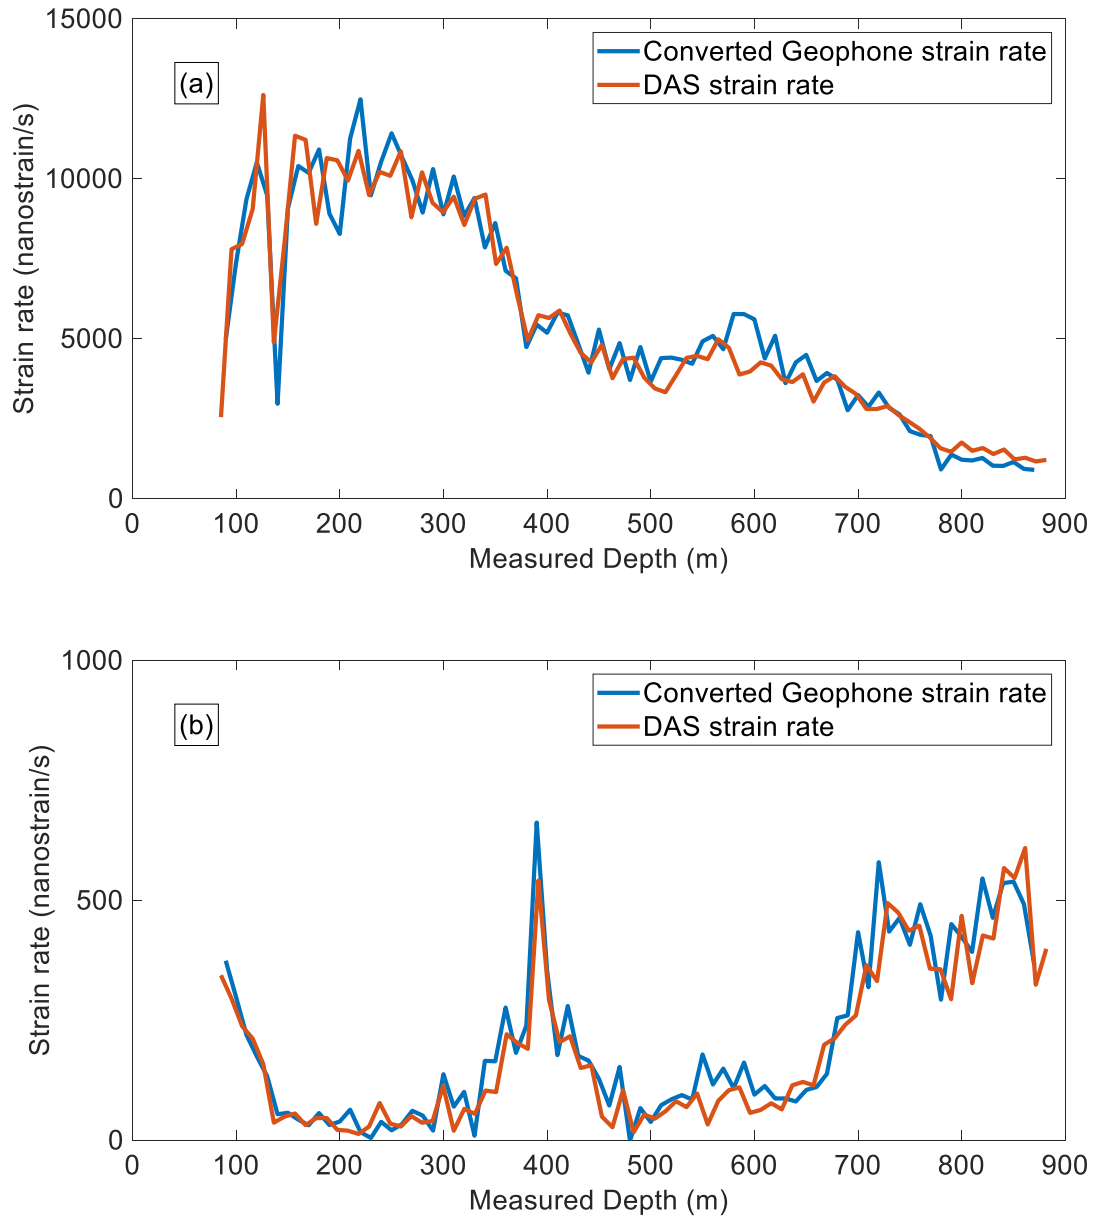 15000
10000
5000
0
Strain rate (nanostrain/s)
(a)
Converted Geophone strain rate
DAS strain rate
0 100 200 300 400 500 600 700 800 900
Measured Depth (m)
1000
500
0
Strain rate (nanostrain/s)
(b)
Converted Geophone strain rate
DAS strain rate
0 100 200 300 400 500 600 700 800 900
Measured Depth (m)